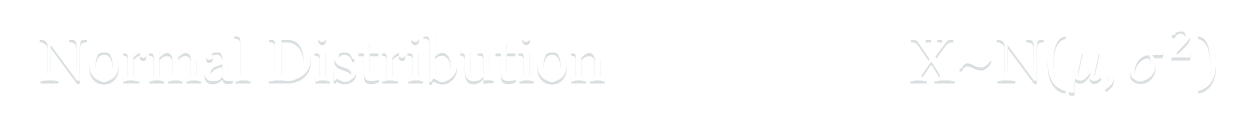 Normal Distribution X~N(μ, σ²)